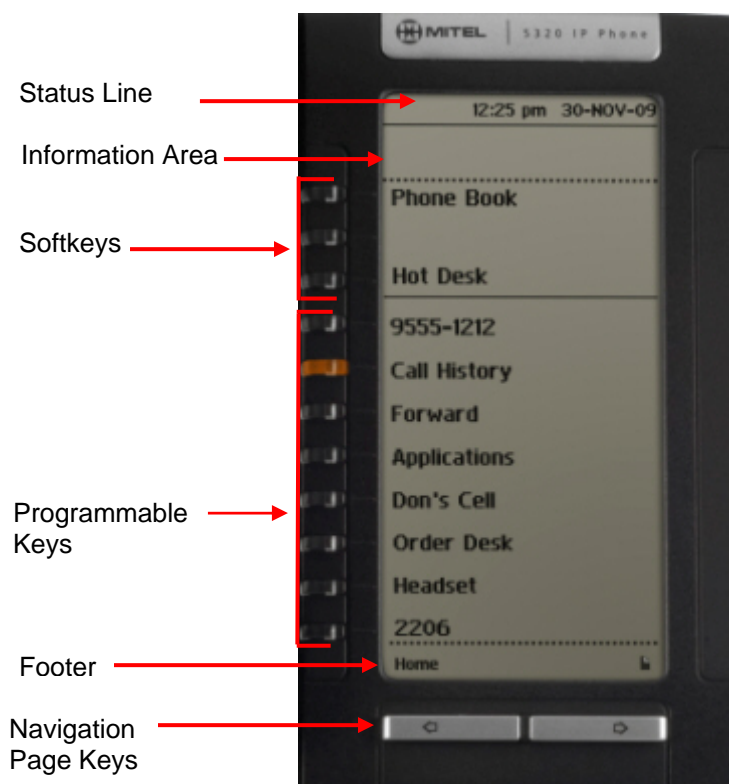 MITEL 5320 IP Phone
Status Line
12:25 pm 30-NOV-09
Information Area
Phone Book
Softkeys
Hot Desk
9555-1212
Call History
Forward
Applications
Programmable
Keys
Don's Cell
Order Desk
Headset
2206
Footer
Home
Navigation
Page Keys